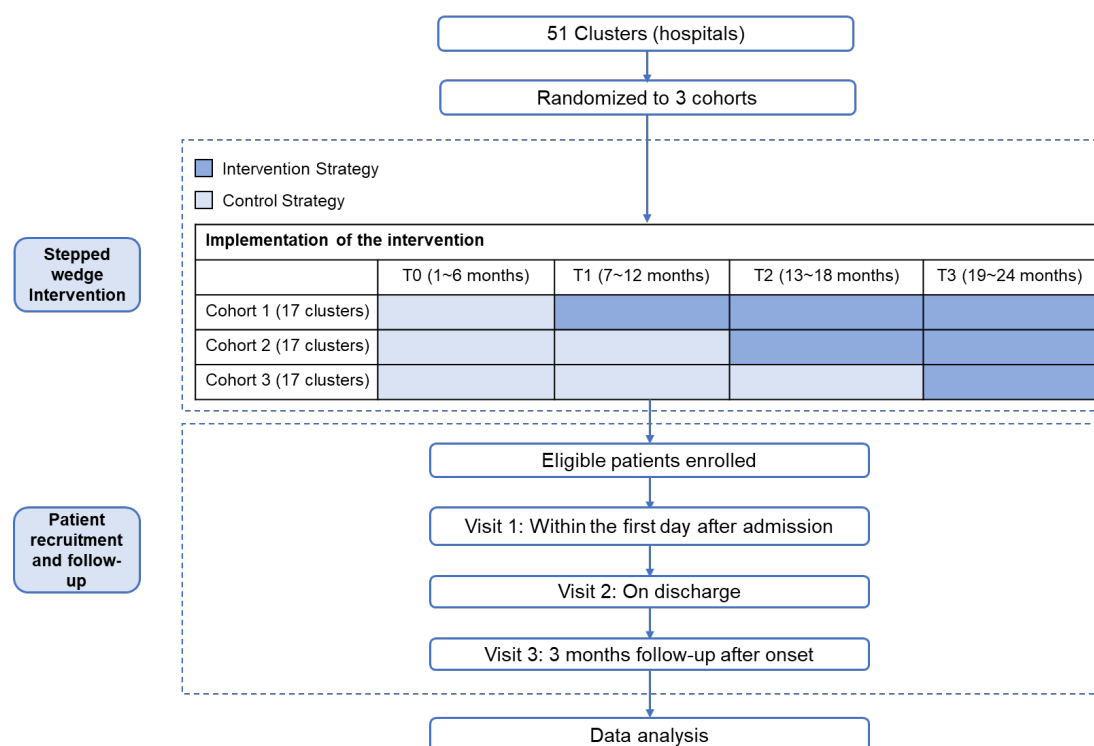 51 Clusters (hospitals)
Randomized to 3 cohorts
Intervention Strategy
Control Strategy
Stepped
wedge
Intervention
Implementation of the intervention
T0 (1~6 months) T1 (7~12 months) T2 (13~18 months) T3 (19~24 months)
Cohort 1 (17 clusters)
Cohort 2 (17 clusters)
Cohort 3 (17 clusters)
Patient
recruitment
and follow-
up
Eligible patients enrolled
Visit 1: Within the first day after admission
Visit 2: On discharge
Visit 3: 3 months follow-up after onset
Data analysis